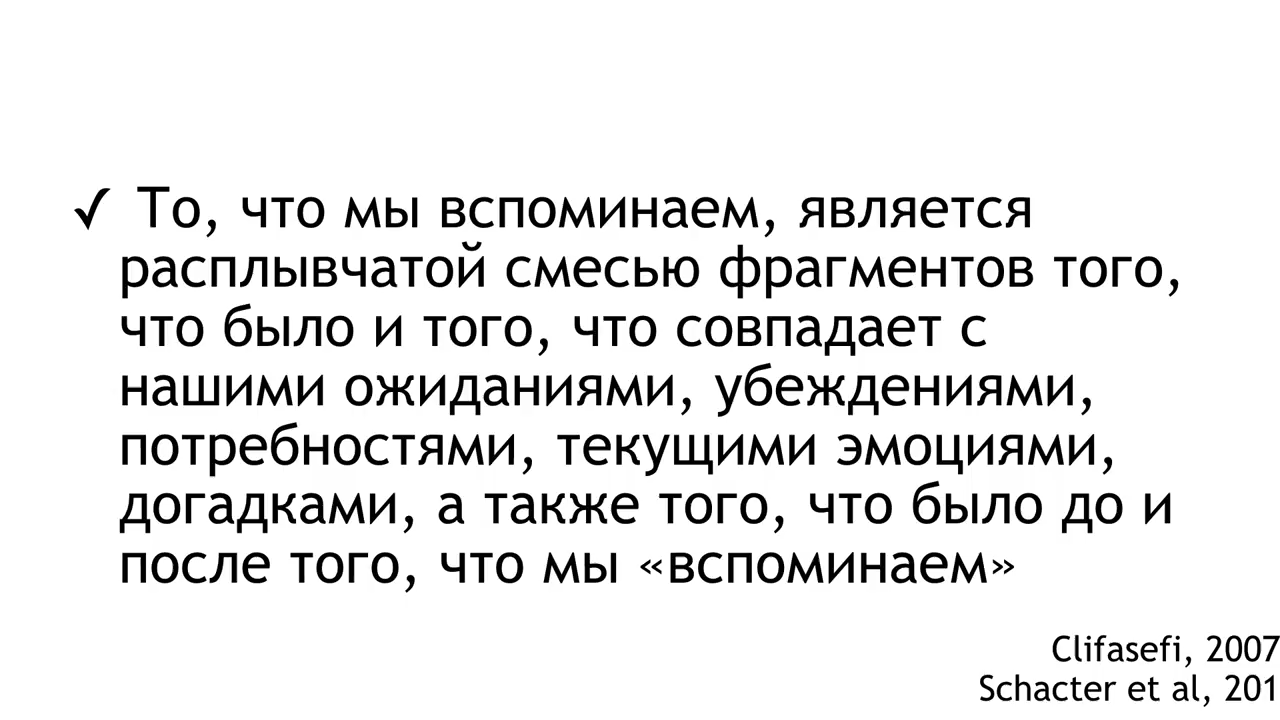 ✓ То, что мы вспоминаем, является
расплывчатой смесью фрагментов того,
что было и того, что совпадает с
нашими ожиданиями, убеждениями,
потребностями, текущими эмоциями,
догадками, а также того, что было до и
после того, что мы «вспоминаем»
Clifasefi, 2007
Schacter et al, 201